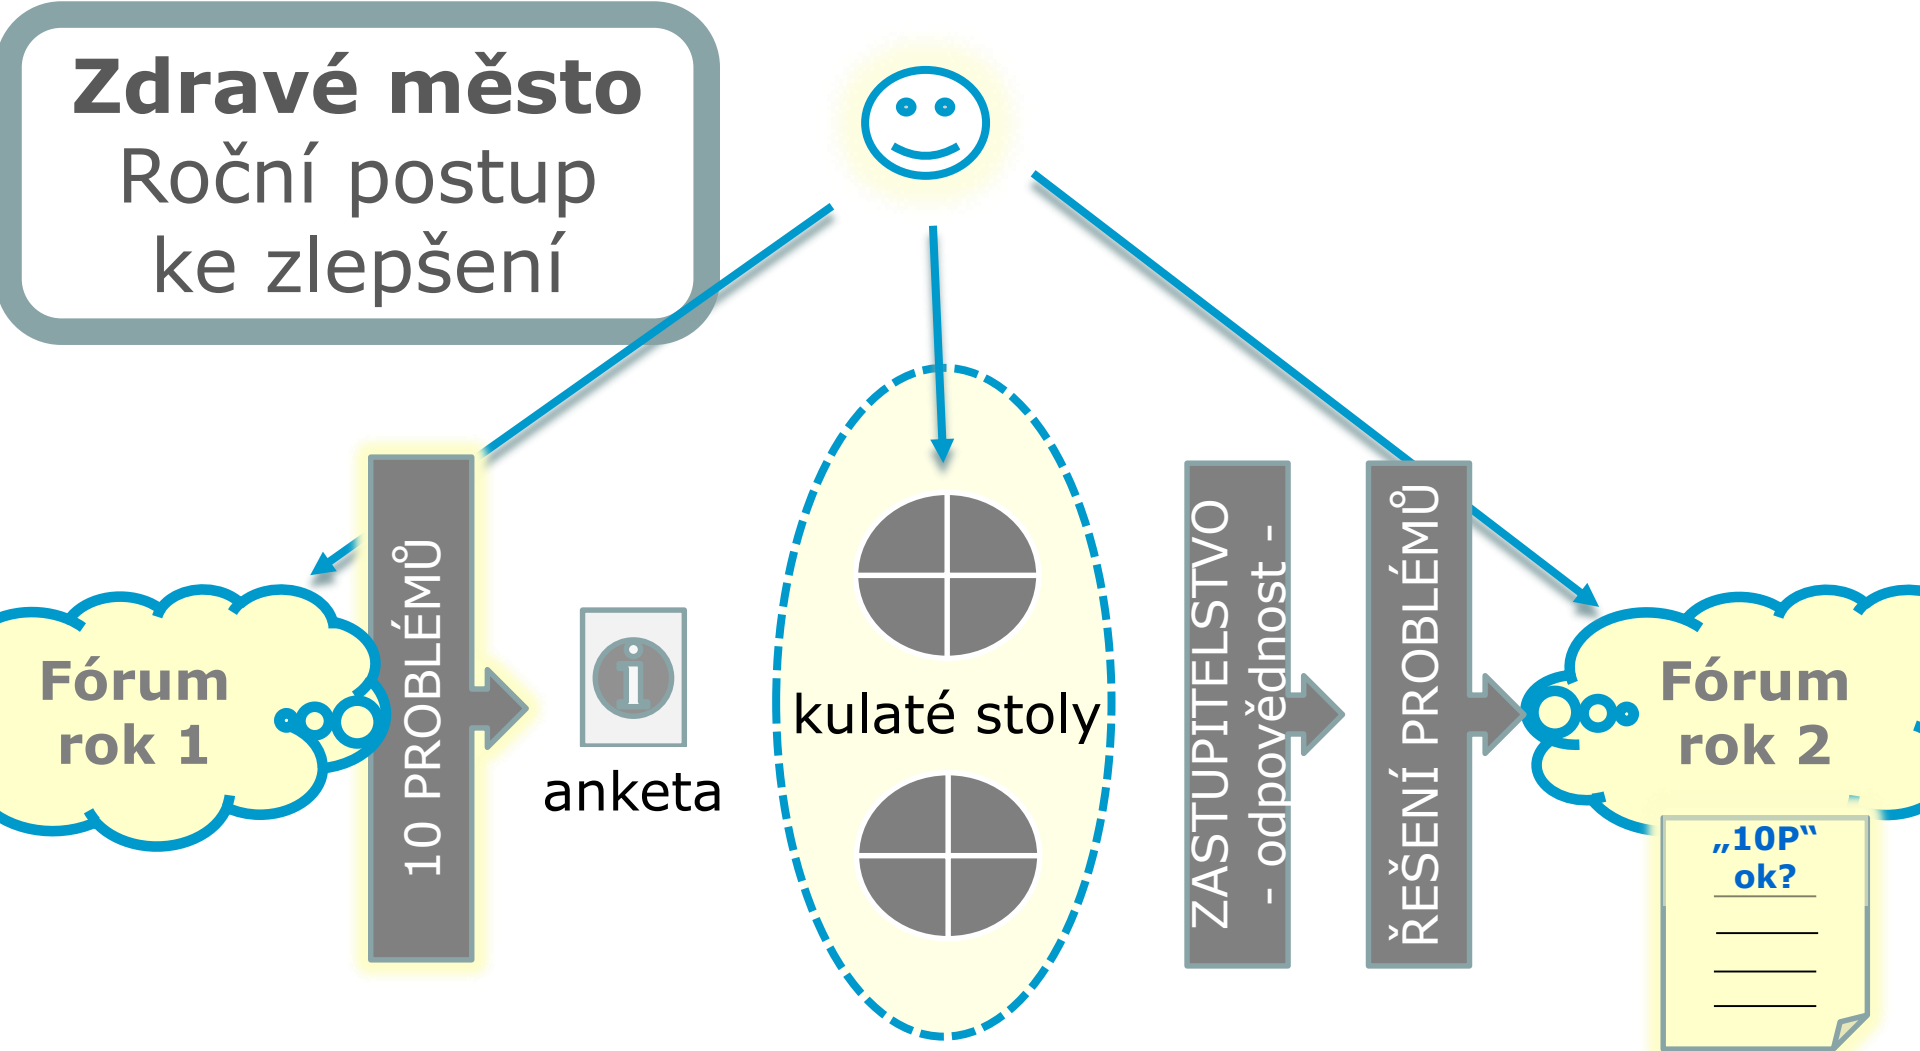 Zdravé město
Roční postup
ke zlepšení
Fórum
rok 1
10 PROBLÉMŮ
i
anketa
kulaté stoly
ZASTUPITELSTVO
- odpovědnost -
ŘEŠENÍ PROBLÉMŮ
Fórum
rok 2
„10P“
ok?